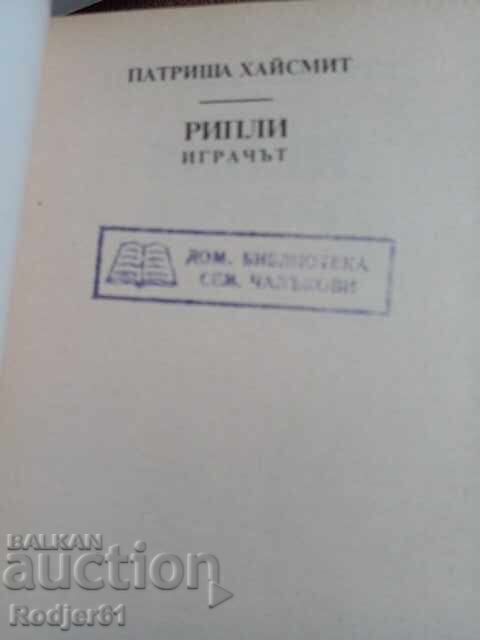 ПАТРИША ХАЙСМИТ
РИПЛИ
ИГРАЧЪТ
ДОМ. БИБЛИОТЕКА
СЕМ. ЧАЛЪКОВИ
BALKAN
auction
Rodjer61